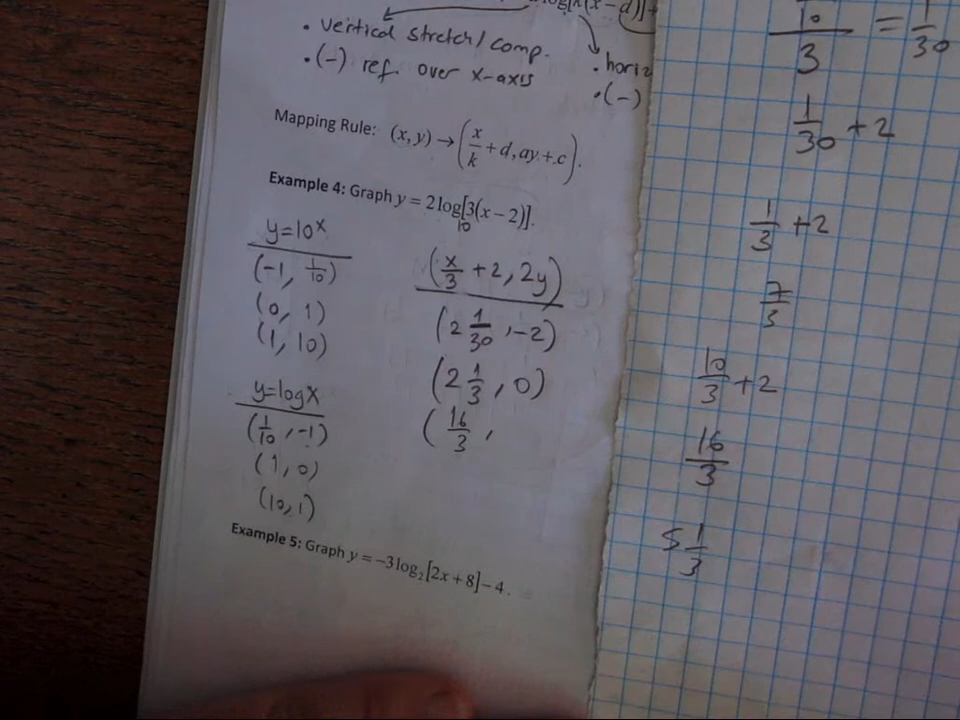 log[k(x-d)]+
• vertical stretch/comp.
• (-) ref. over x-axis
• horiz
• (-)
Mapping Rule: (x, y) → (x/k + d, ay + c).
Example 4: Graph y = 2log[3(x-2)].
10
y=10^x
(-1, 1/10)
(0, 1)
(1, 10)
y=logx
(1/10, -1)
(1, 0)
(10, 1)
(x/3 + 2, 2y)
(2 1/30, -2)
(2 1/3, 0)
(16/3,
Example 5: Graph y = -3log₂[2x+8]-4.
10
3
= 1/30
1/30 + 2
1/3 + 2
7/3
10/3 + 2
16/3
5 1/3